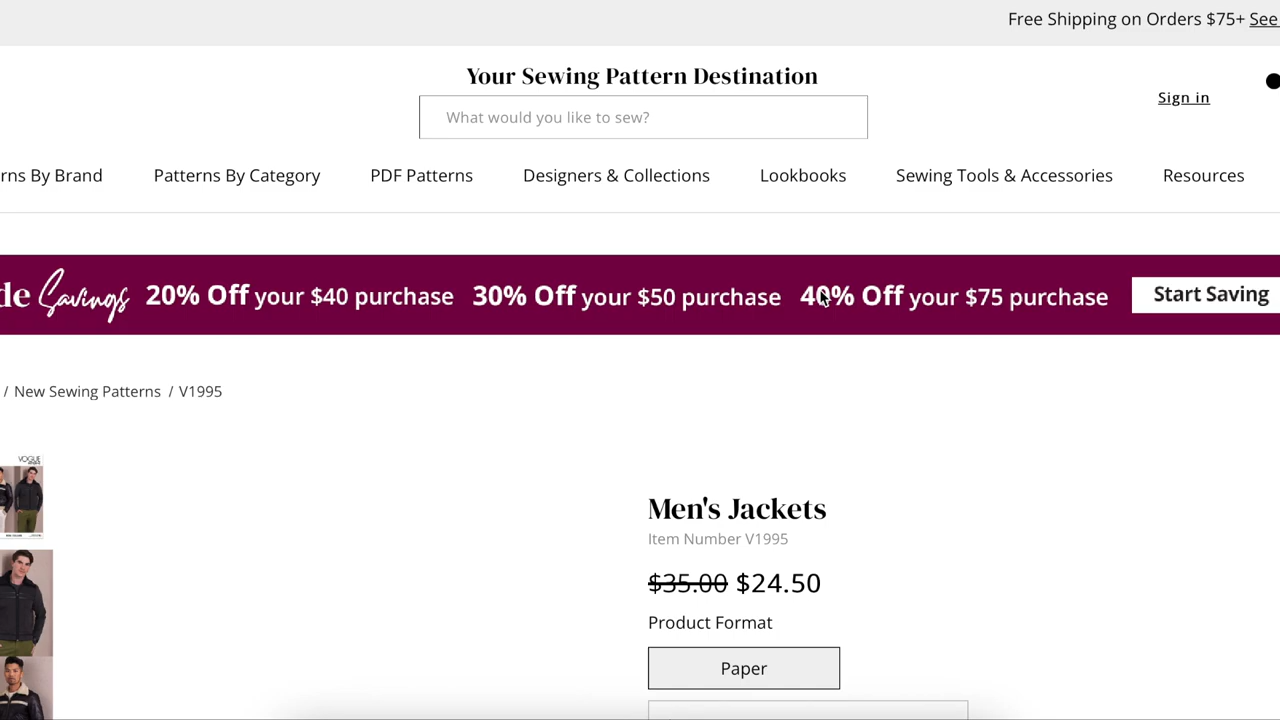 Free Shipping on Orders $75+ See
Your Sewing Pattern Destination
What would you like to sew?
Sign in
rns By Brand Patterns By Category PDF Patterns Designers & Collections Lookbooks Sewing Tools & Accessories Resources
de Savings 20% Off your $40 purchase 30% Off your $50 purchase 40% Off your $75 purchase Start Saving
/ New Sewing Patterns / V1995
VOGUE
Men's Jackets
Item Number V1995
$35.00 $24.50
Product Format
Paper